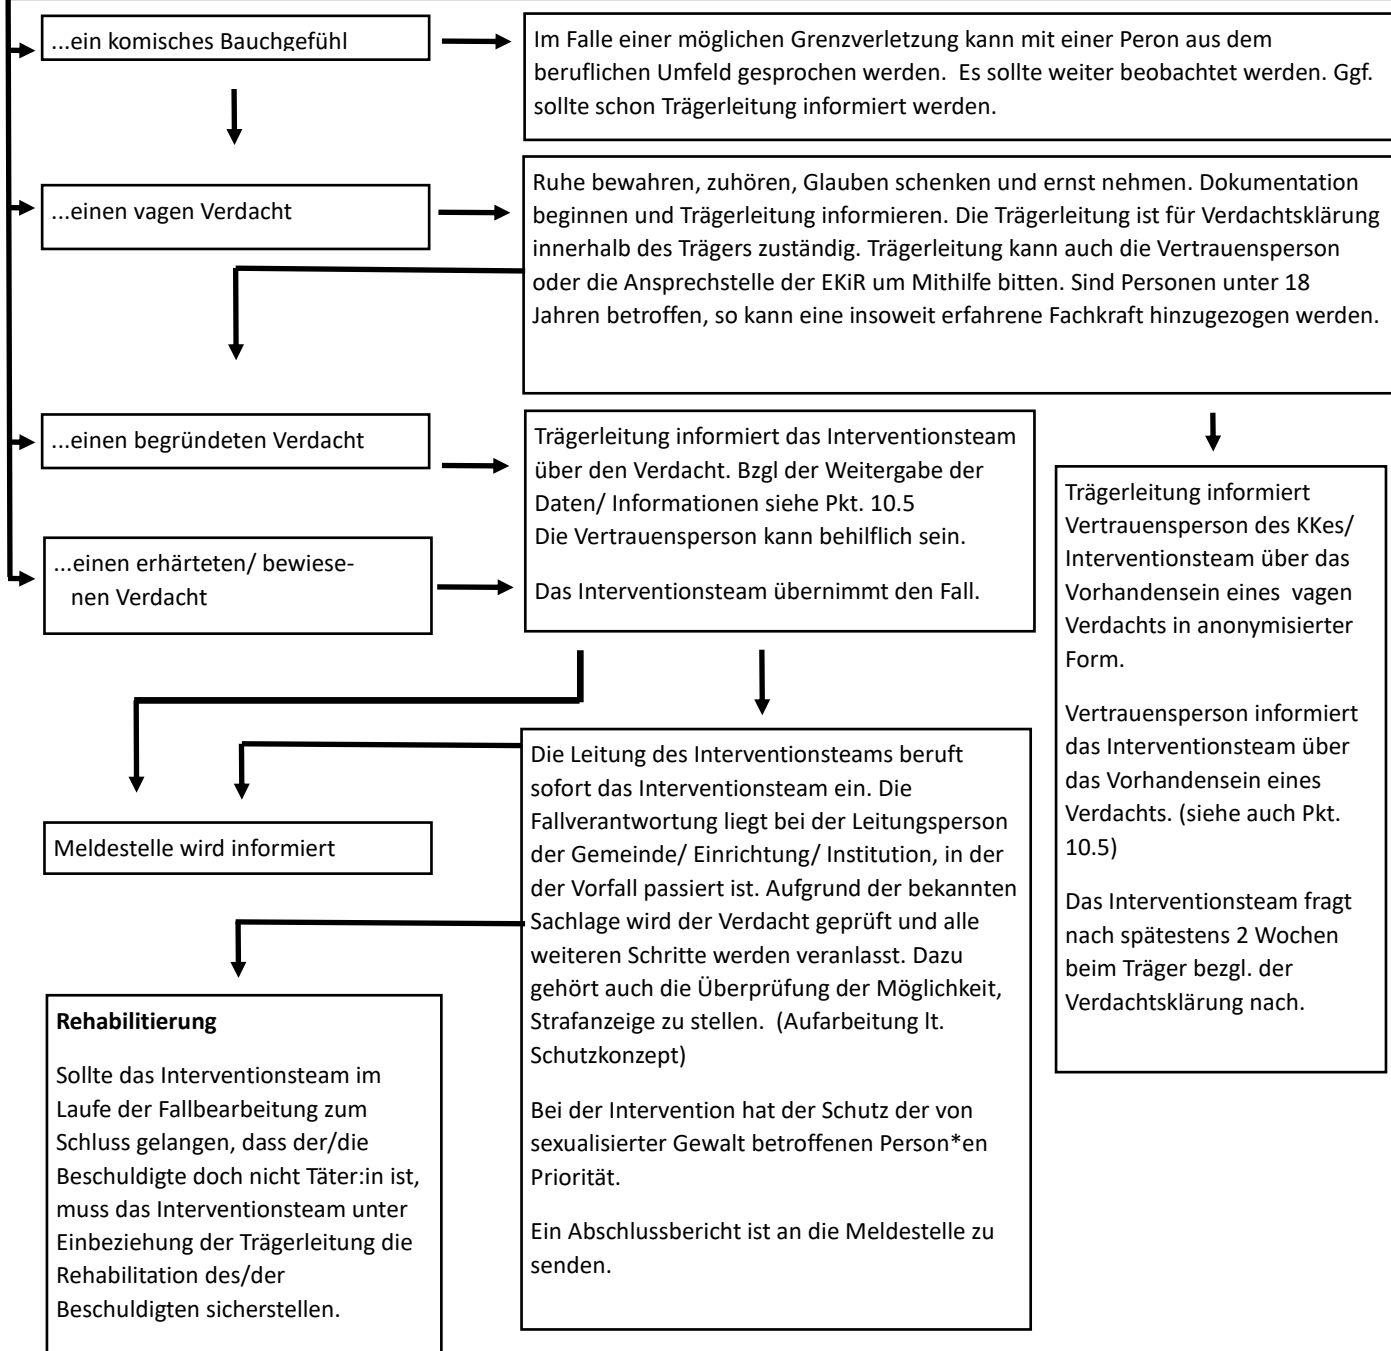 ...ein komisches Bauchgefühl
Im Falle einer möglichen Grenzverletzung kann mit einer Peron aus dem
beruflichen Umfeld gesprochen werden.  Es sollte weiter beobachtet werden. Ggf.
sollte schon Trägerleitung informiert werden.
...einen vagen Verdacht
Ruhe bewahren, zuhören, Glauben schenken und ernst nehmen. Dokumentation
beginnen und Trägerleitung informieren. Die Trägerleitung ist für Verdachtsklärung
innerhalb des Trägers zuständig. Trägerleitung kann auch die Vertrauensperson
oder die Ansprechstelle der EKiR um Mithilfe bitten. Sind Personen unter 18
Jahren betroffen, so kann eine insoweit erfahrene Fachkraft hinzugezogen werden.
...einen begründeten Verdacht
...einen erhärteten/ bewiese-
nen Verdacht
Trägerleitung informiert das Interventionsteam
über den Verdacht. Bzgl der Weitergabe der
Daten/ Informationen siehe Pkt. 10.5
Die Vertrauensperson kann behilflich sein.
Das Interventionsteam übernimmt den Fall.
Trägerleitung informiert
Vertrauensperson des KKes/
Interventionsteam über das
Vorhandensein eines  vagen
Verdachts in anonymisierter
Form.
Vertrauensperson informiert
das Interventionsteam über
das Vorhandensein eines
Verdachts. (siehe auch Pkt.
10.5)
Das Interventionsteam fragt
nach spätestens 2 Wochen
beim Träger bezgl. der
Verdachtsklärung nach.
Meldestelle wird informiert
Die Leitung des Interventionsteams beruft
sofort das Interventionsteam ein. Die
Fallverantwortung liegt bei der Leitungsperson
der Gemeinde/ Einrichtung/ Institution, in der
der Vorfall passiert ist. Aufgrund der bekannten
Sachlage wird der Verdacht geprüft und alle
weiteren Schritte werden veranlasst. Dazu
gehört auch die Überprüfung der Möglichkeit,
Strafanzeige zu stellen.  (Aufarbeitung lt.
Schutzkonzept)
Bei der Intervention hat der Schutz der von
sexualisierter Gewalt betroffenen Person*en
Priorität.
Ein Abschlussbericht ist an die Meldestelle zu
senden.
Rehabilitierung
Sollte das Interventionsteam im
Laufe der Fallbearbeitung zum
Schluss gelangen, dass der/die
Beschuldigte doch nicht Täter:in ist,
muss das Interventionsteam unter
Einbeziehung der Trägerleitung die
Rehabilitation des/der
Beschuldigten sicherstellen.